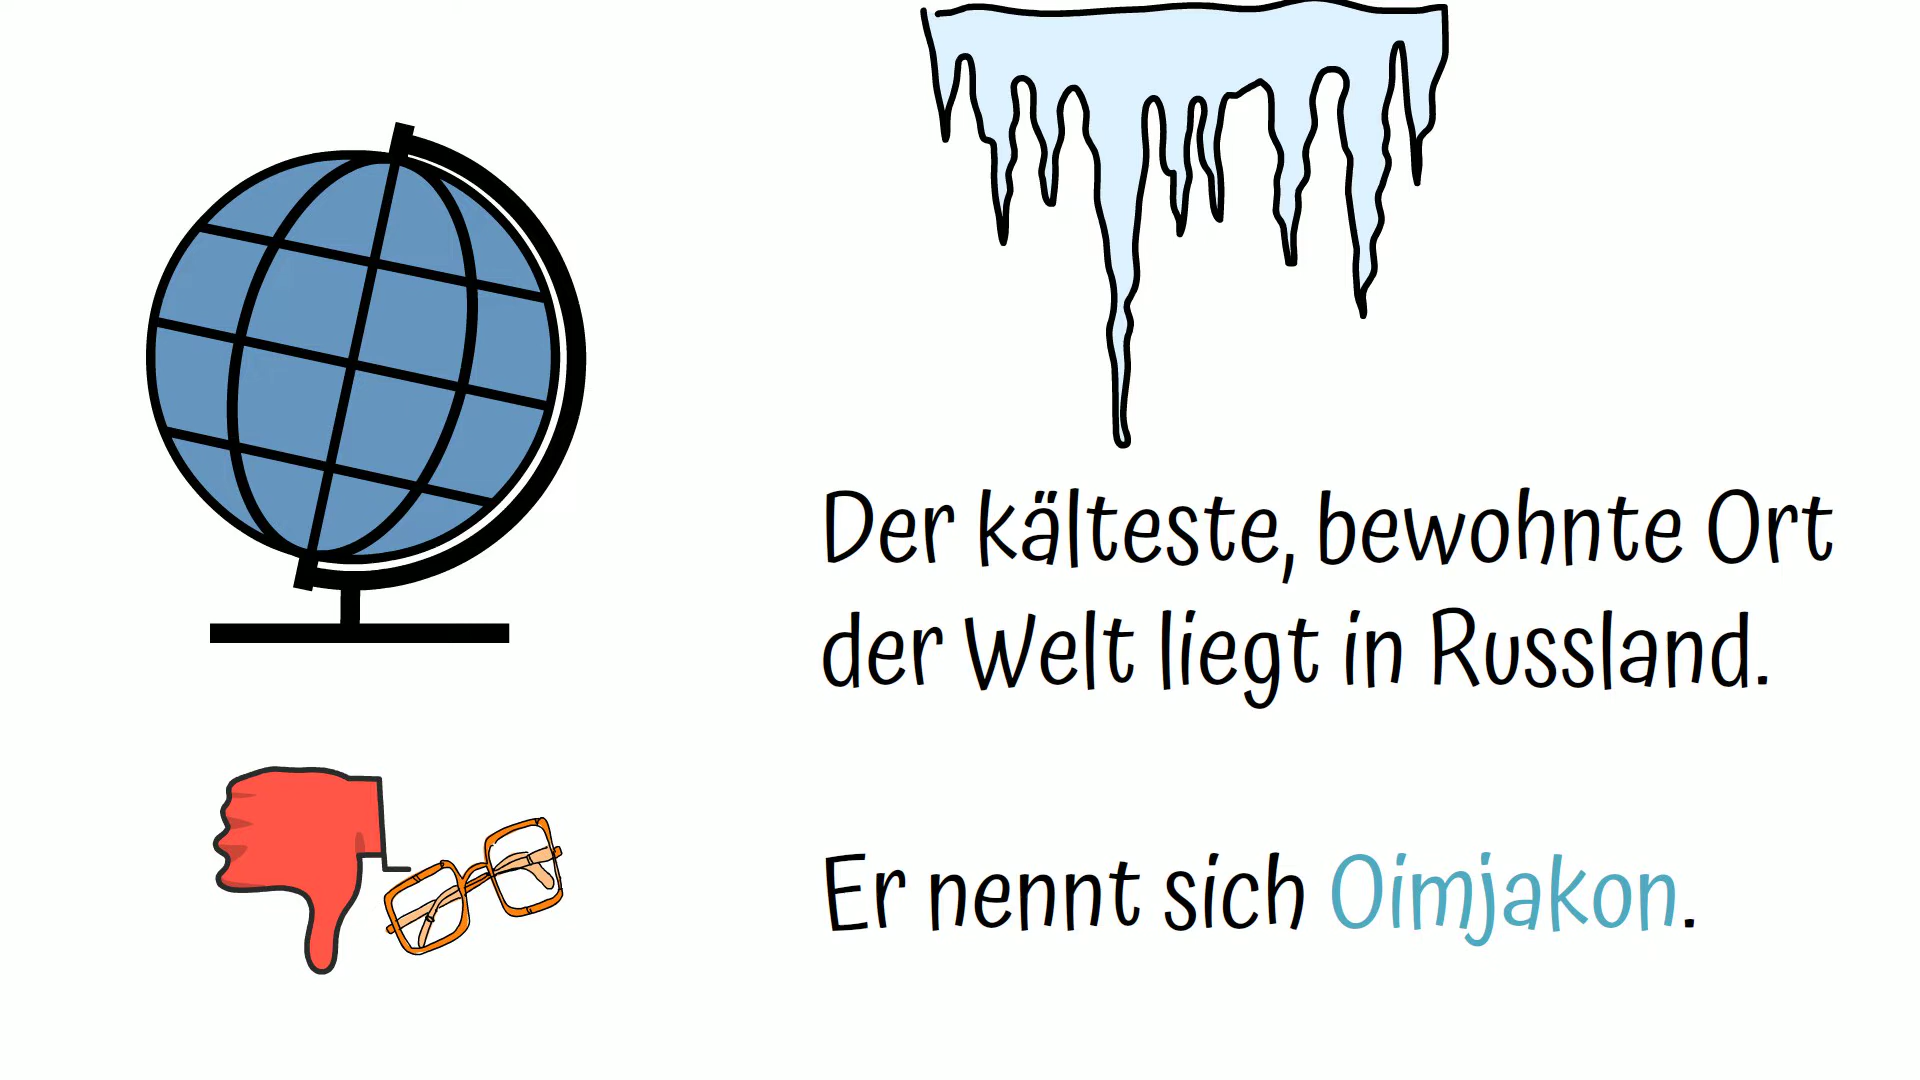 Der kälteste, bewohnte Ort
der Welt liegt in Russland.
Er nennt sich Oimjakon.